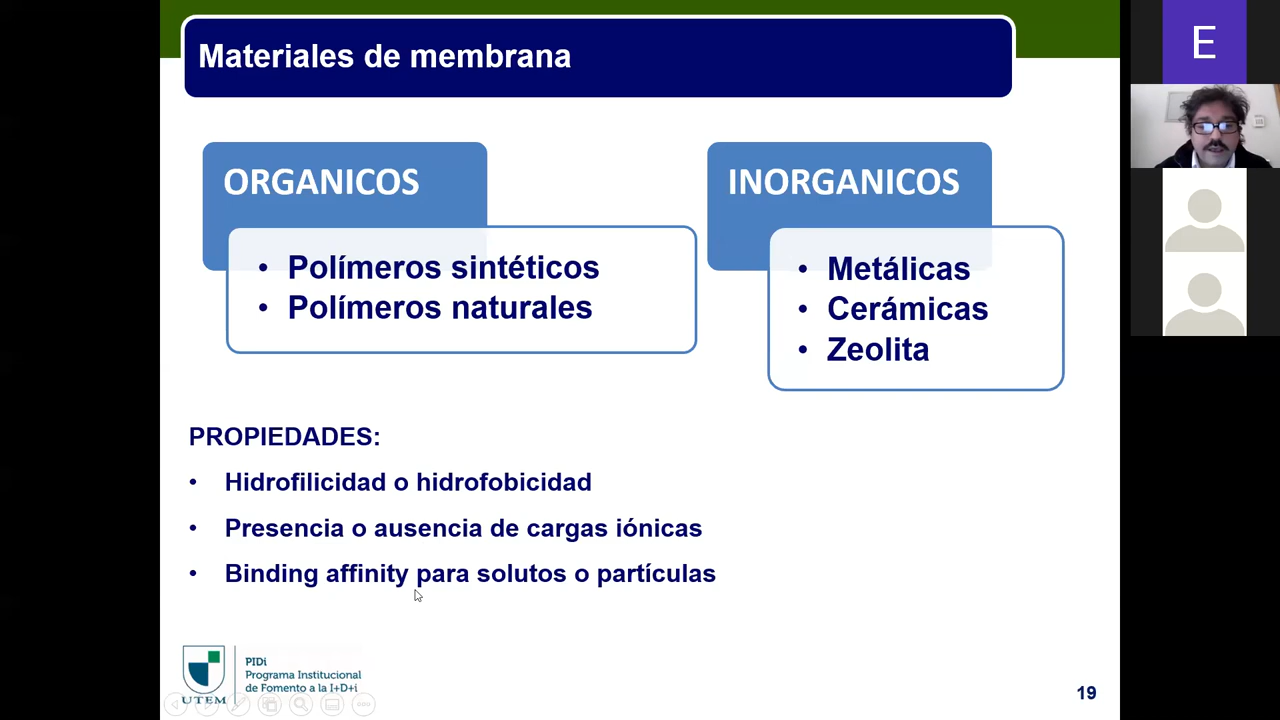 Materiales de membrana
E
ORGANICOS
• Polímeros sintéticos
• Polímeros naturales
INORGANICOS
• Metálicas
• Cerámicas
• Zeolita
PROPIEDADES:
• Hidrofilicidad o hidrofobicidad
• Presencia o ausencia de cargas iónicas
• Binding affinity para solutos o partículas
UTEM
PIDi
Programa Institucional
de Fomento a la I+D+i
19